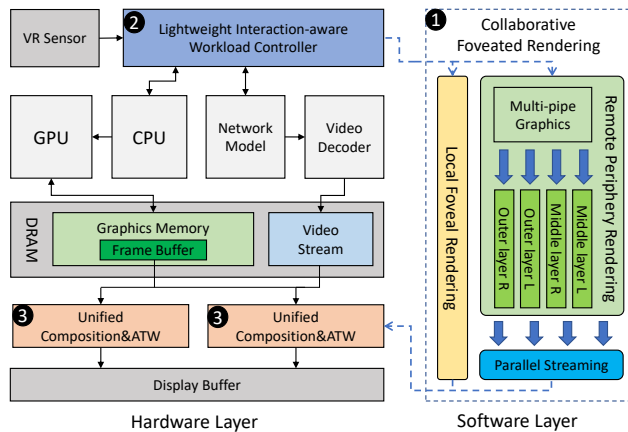 VR Sensor
2
Lightweight Interaction-aware
Workload Controller
GPU
CPU
Network
Model
Video
Decoder
DRAM
Graphics Memory
Frame Buffer
Video
Stream
3
Unified
Composition&ATW
3
Unified
Composition&ATW
Display Buffer
Hardware Layer
1
Collaborative
Foveated Rendering
Local Foveal Rendering
Multi-pipe
Graphics
Remote Periphery Rendering
Outer layer R
Outer layer L
Middle layer R
Middle layer L
Parallel Streaming
Software Layer